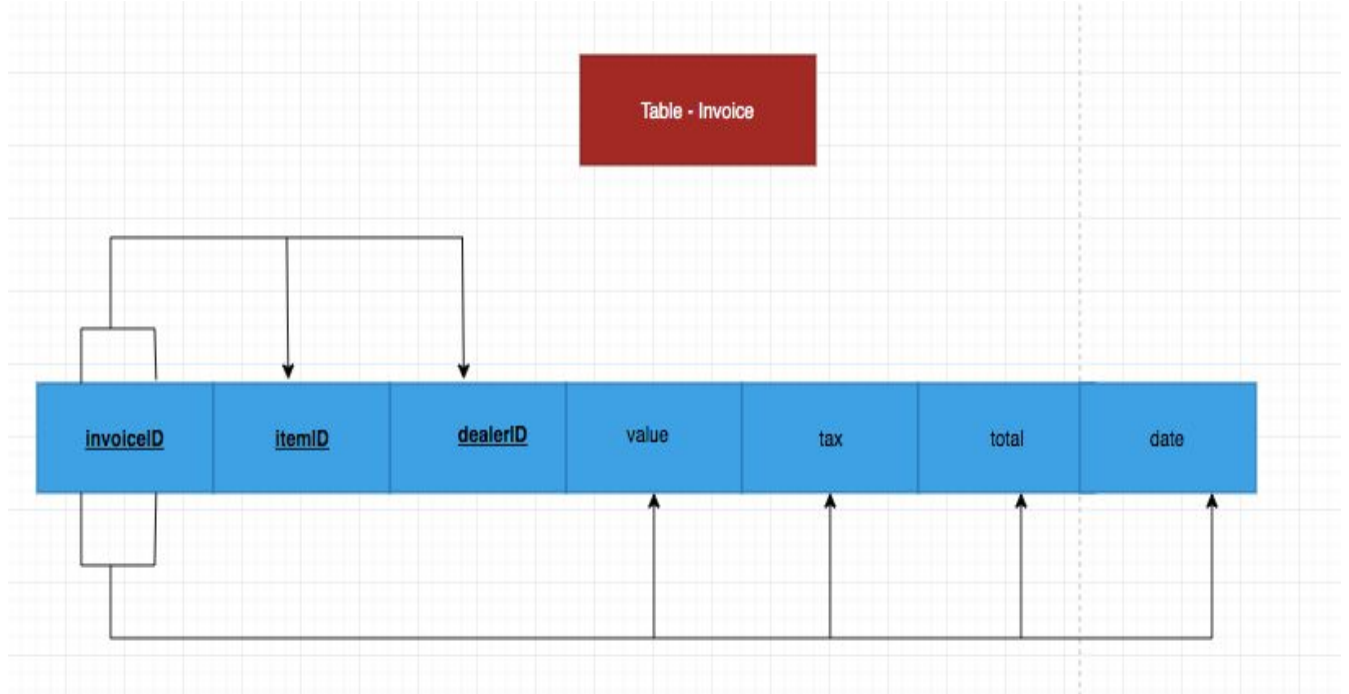 Table - Invoice
invoiceID
itemID
dealerID
value
tax
total
date